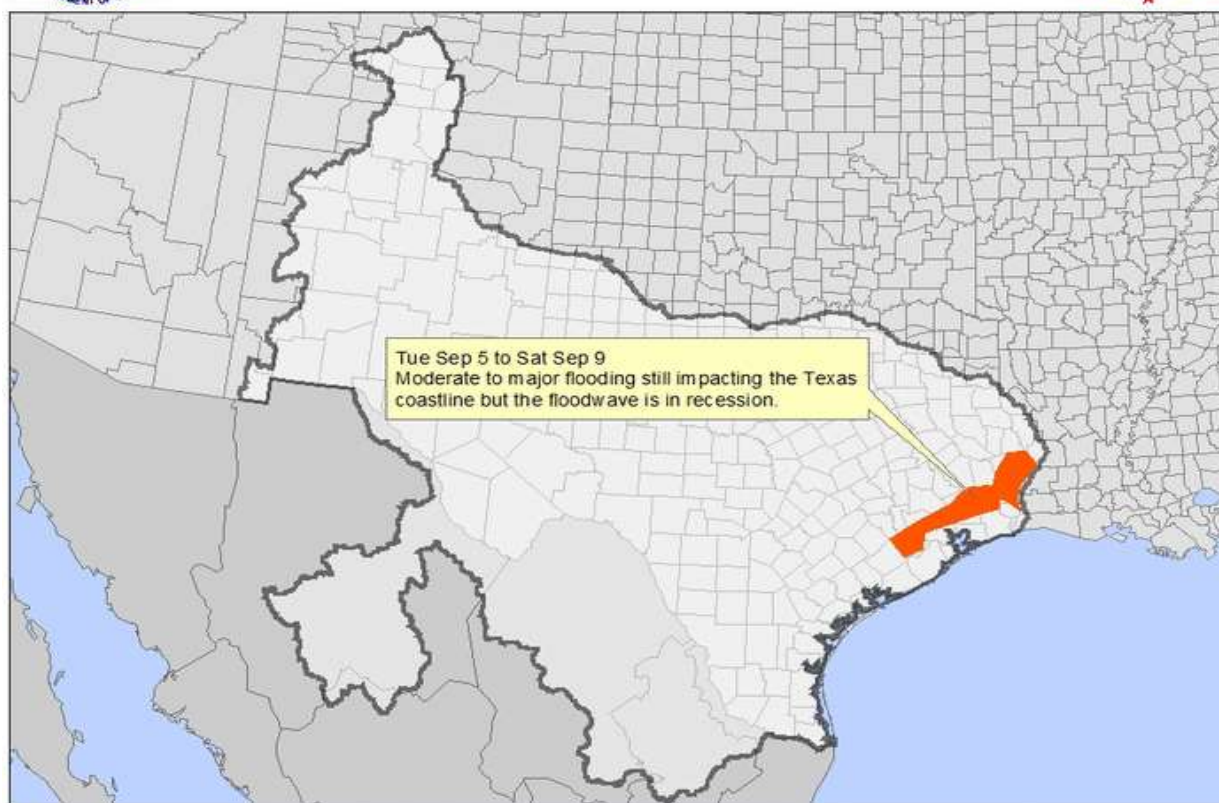 Tue Sep 5 to Sat Sep 9
Moderate to major flooding still impacting the Texas
coastline but the floodwave is in recession.